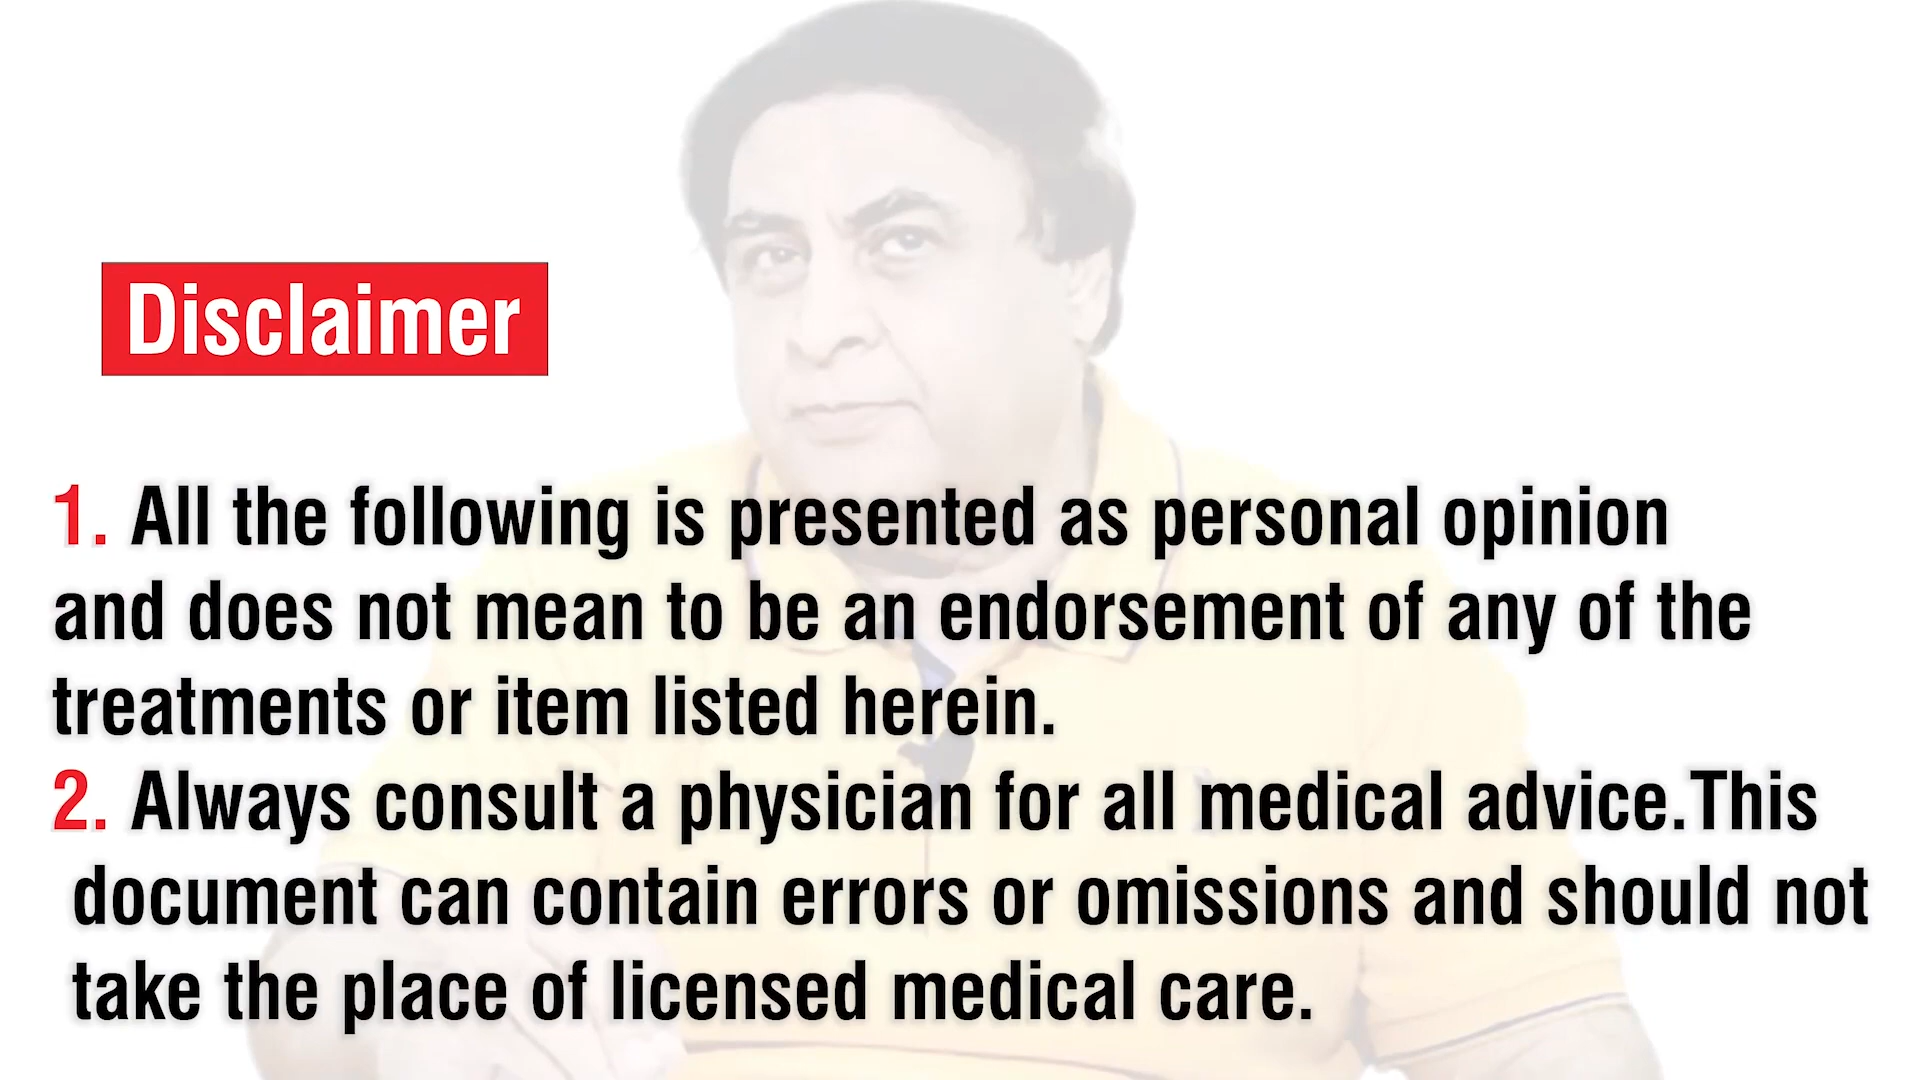 Disclaimer
1. All the following is presented as personal opinion
and does not mean to be an endorsement of any of the
treatments or item listed herein.
2. Always consult a physician for all medical advice.This
document can contain errors or omissions and should not
take the place of licensed medical care.